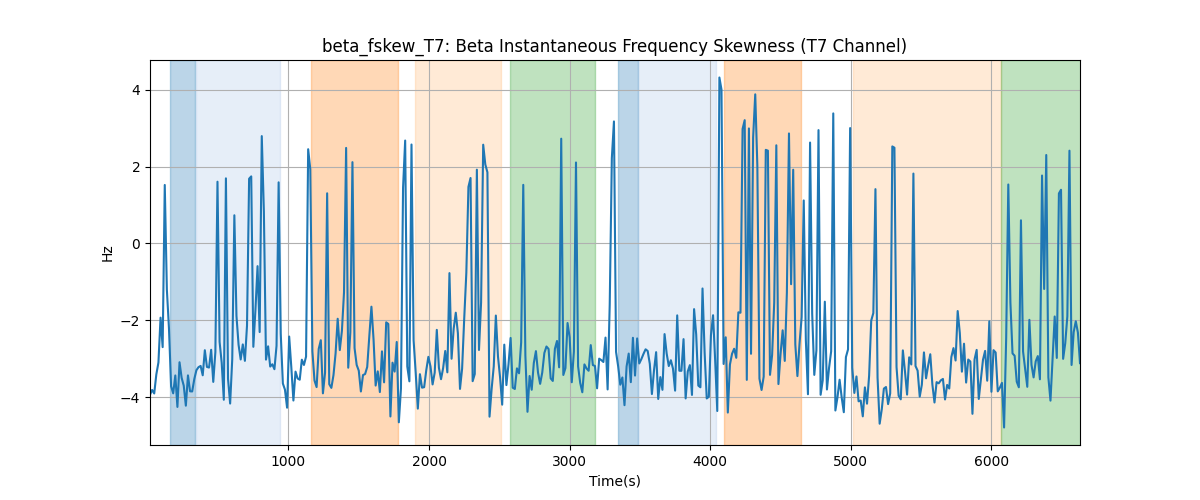 beta_fskew_T7: Beta Instantaneous Frequency Skewness (T7 Channel)
4
2
0
−2
−4
Hz
1000 2000 3000 4000 5000 6000
Time(s)